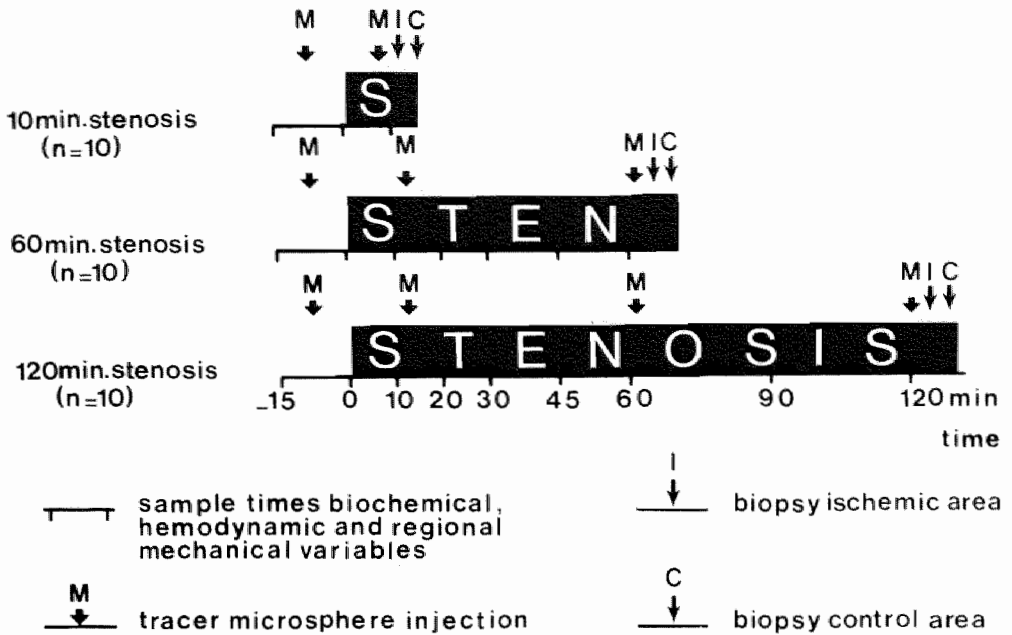 M M I C
S
10min.stenosis
(n=10)
M M M I C
S T E N
60min.stenosis
(n=10)
M M M M I C
S T E N O S I S
120min.stenosis
(n=10)
-15 0 10 20 30 45 60 90 120 min
time
sample times biochemical,
hemodynamic and regional
mechanical variables
I
biopsy ischemic area
M
tracer microsphere injection
C
biopsy control area